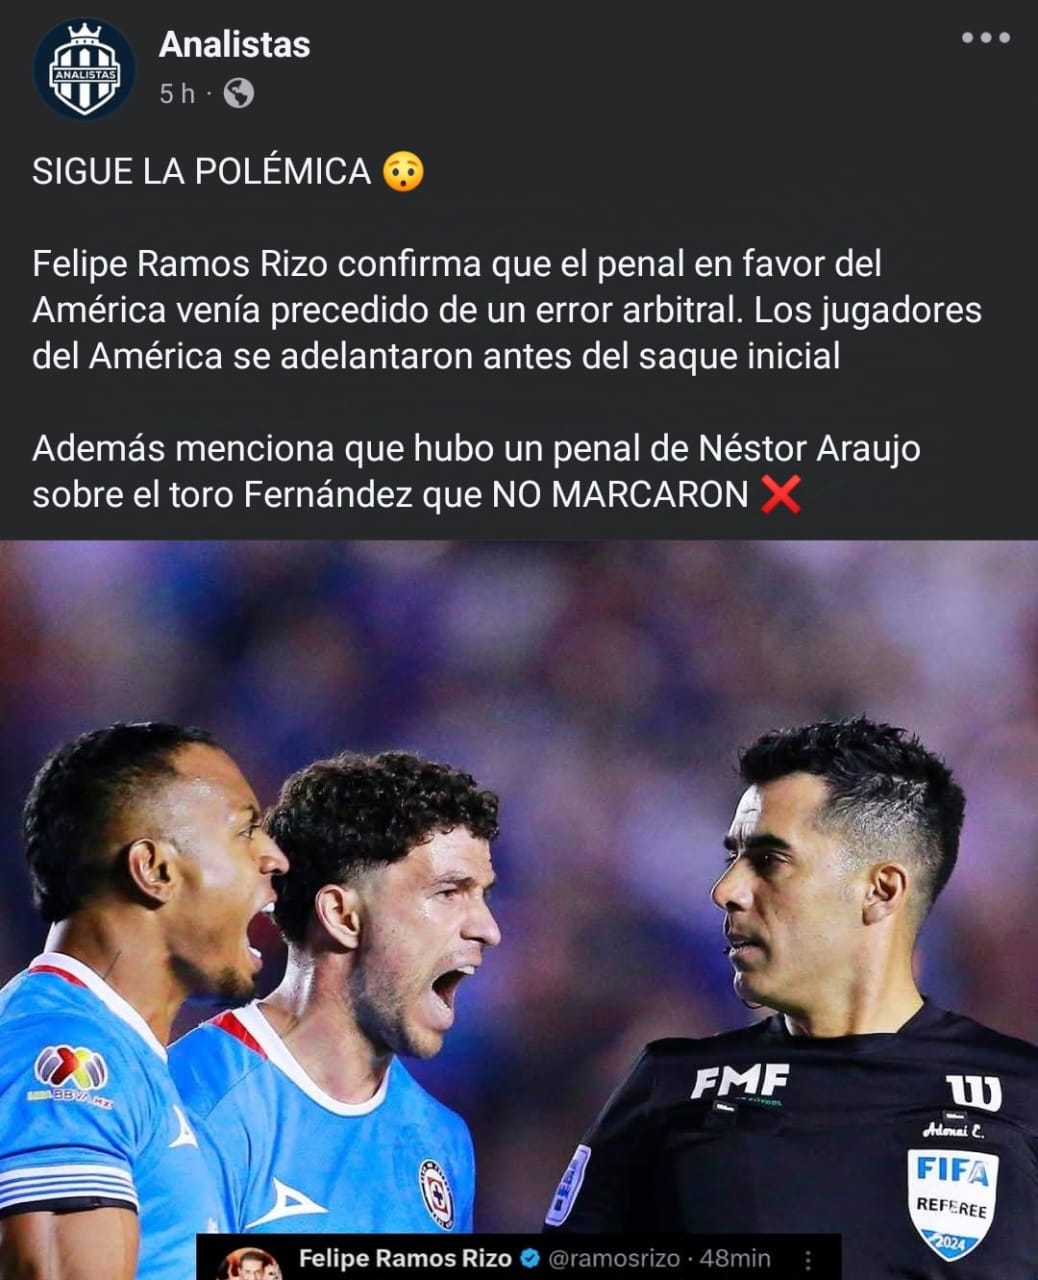 Analistas
ANALISTAS
5 h ·
SIGUE LA POLÉMICA 😯
Felipe Ramos Rizo confirma que el penal en favor del
América venía precedido de un error arbitral. Los jugadores
del América se adelantaron antes del saque inicial
Además menciona que hubo un penal de Néstor Araujo
sobre el toro Fernández que NO MARCARON ❌
BBVA MX
FMF
Adonai E.
FIFA
REFEREE
2024
Felipe Ramos Rizo @ramosrizo · 48min